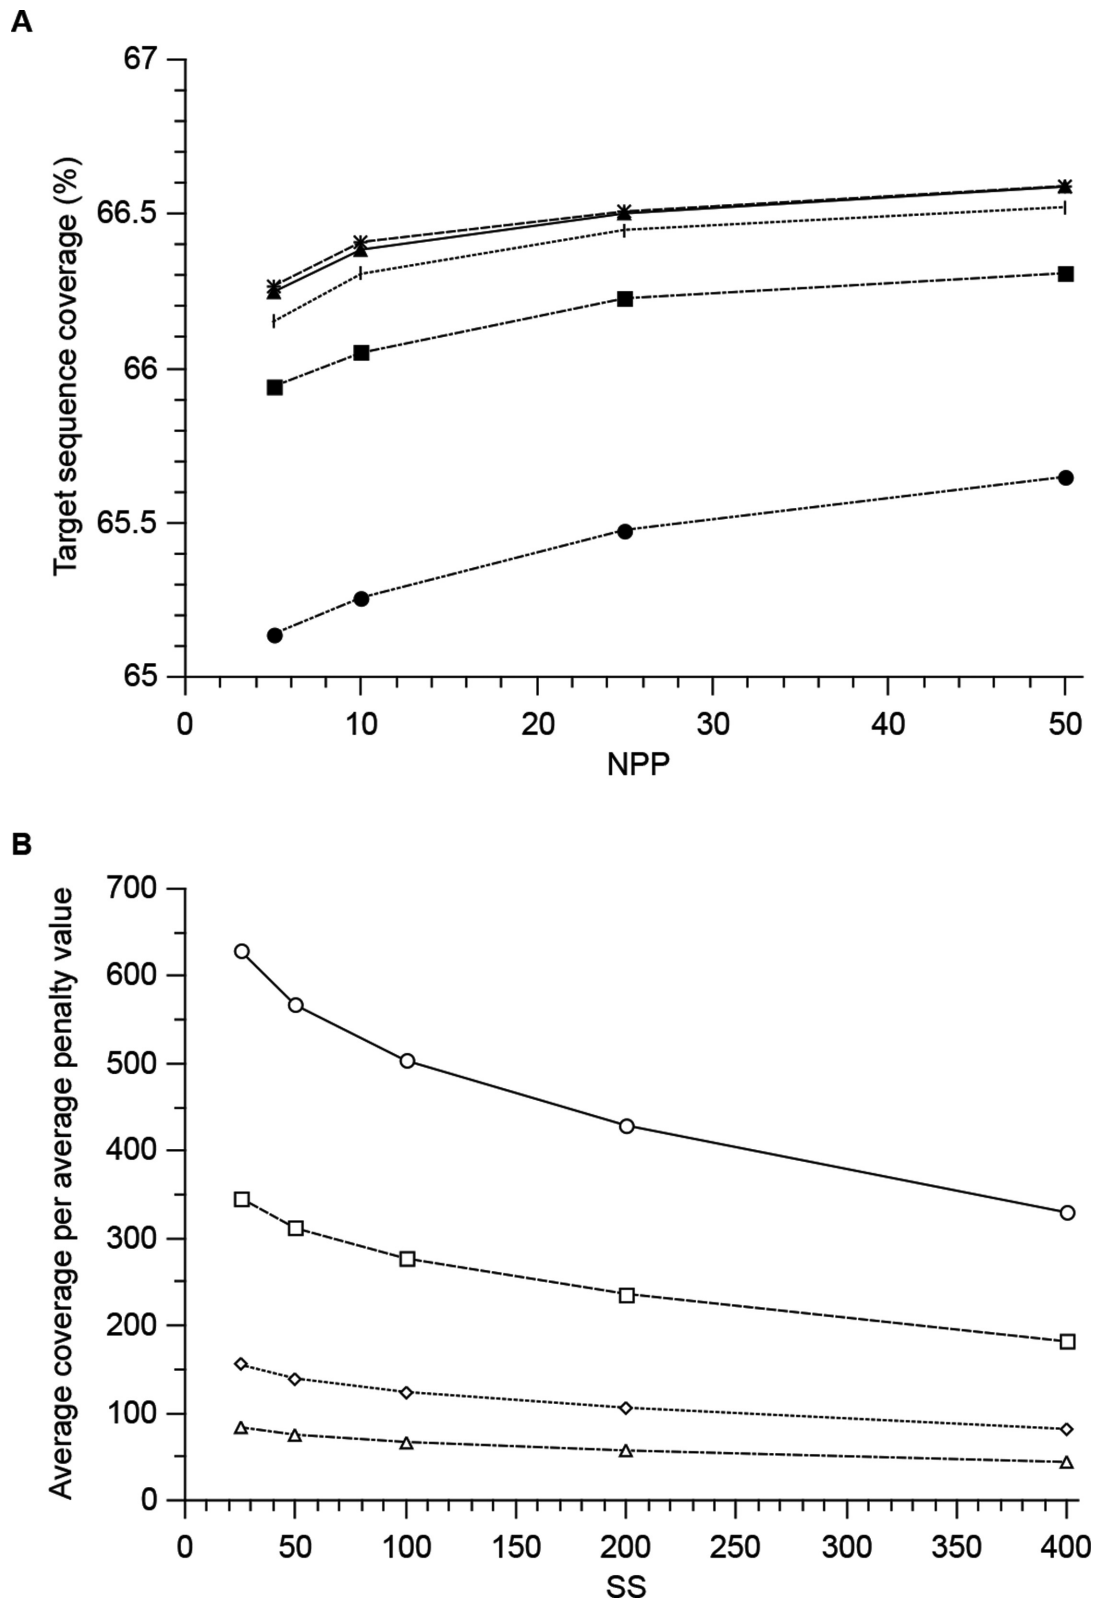 A
67
66.5
66
65.5
65
Target sequence coverage (%)
0 10 20 30 40 50
NPP
B
700
600
500
400
300
200
100
0
Average coverage per average penalty value
0 50 100 150 200 250 300 350 400
SS